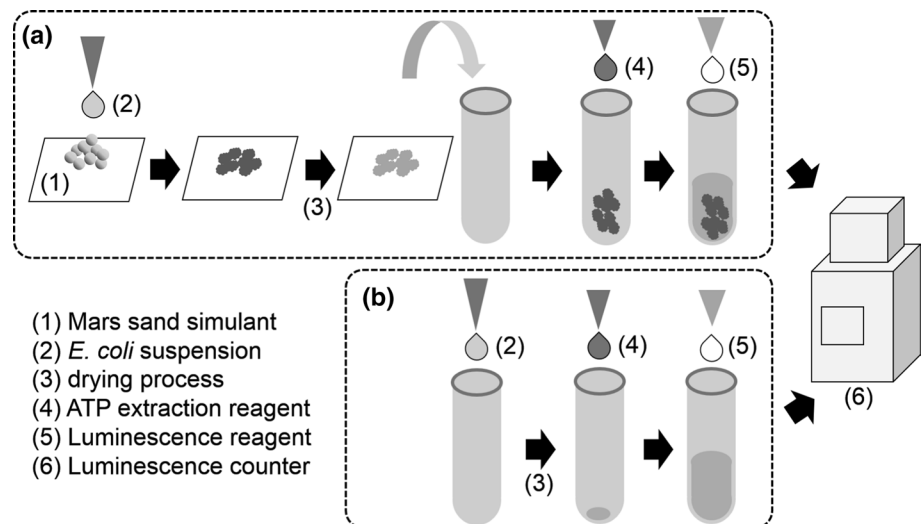 (a)
(2)
(4)
(5)
(1)
(3)
(b)
(2)
(4)
(5)
(3)
(6)
(1) Mars sand simulant
(2) E. coli suspension
(3) drying process
(4) ATP extraction reagent
(5) Luminescence reagent
(6) Luminescence counter